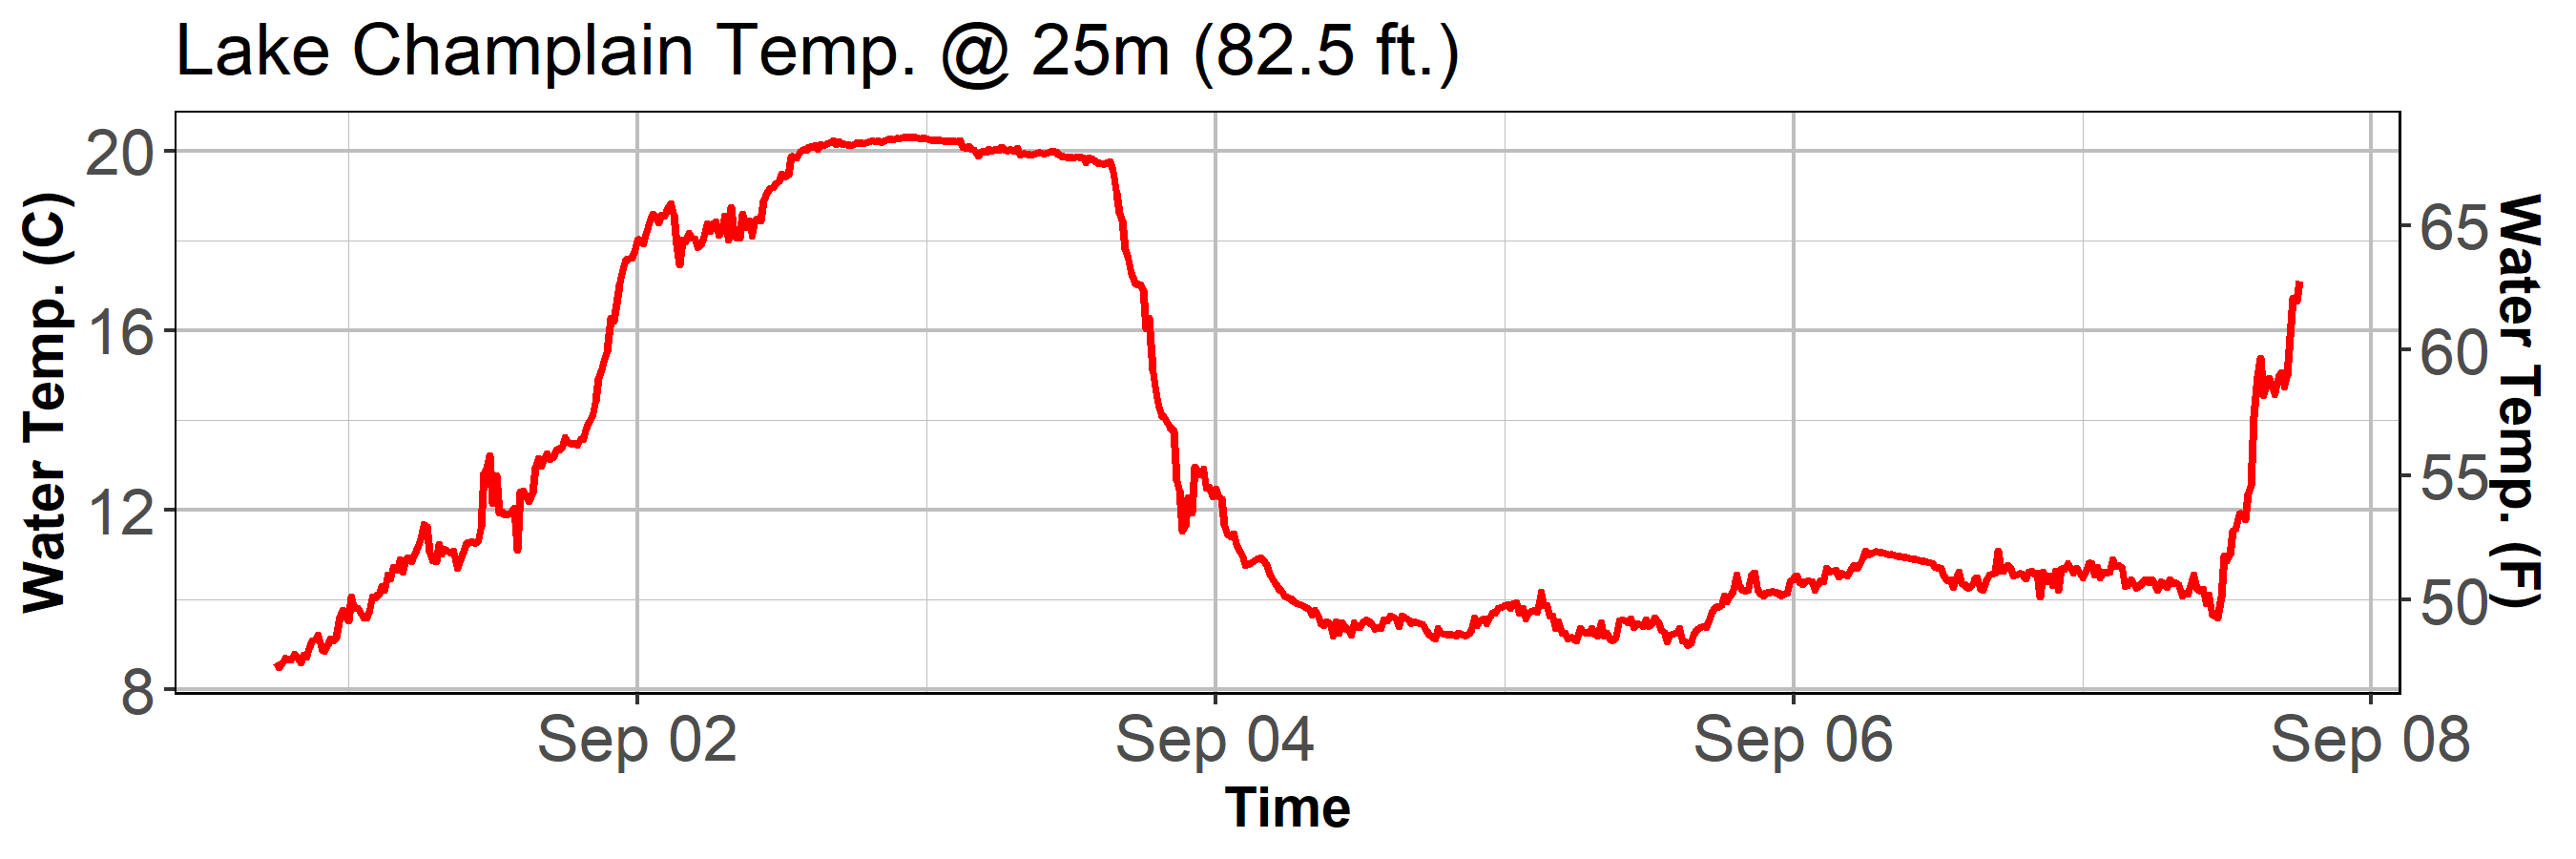 Lake Champlain Temp. @ 25m (82.5 ft.)
Water Temp. (C)
20
16
12
8
65
60
55
50
Water Temp. (F)
Sep 02 Sep 04 Sep 06 Sep 08
Time